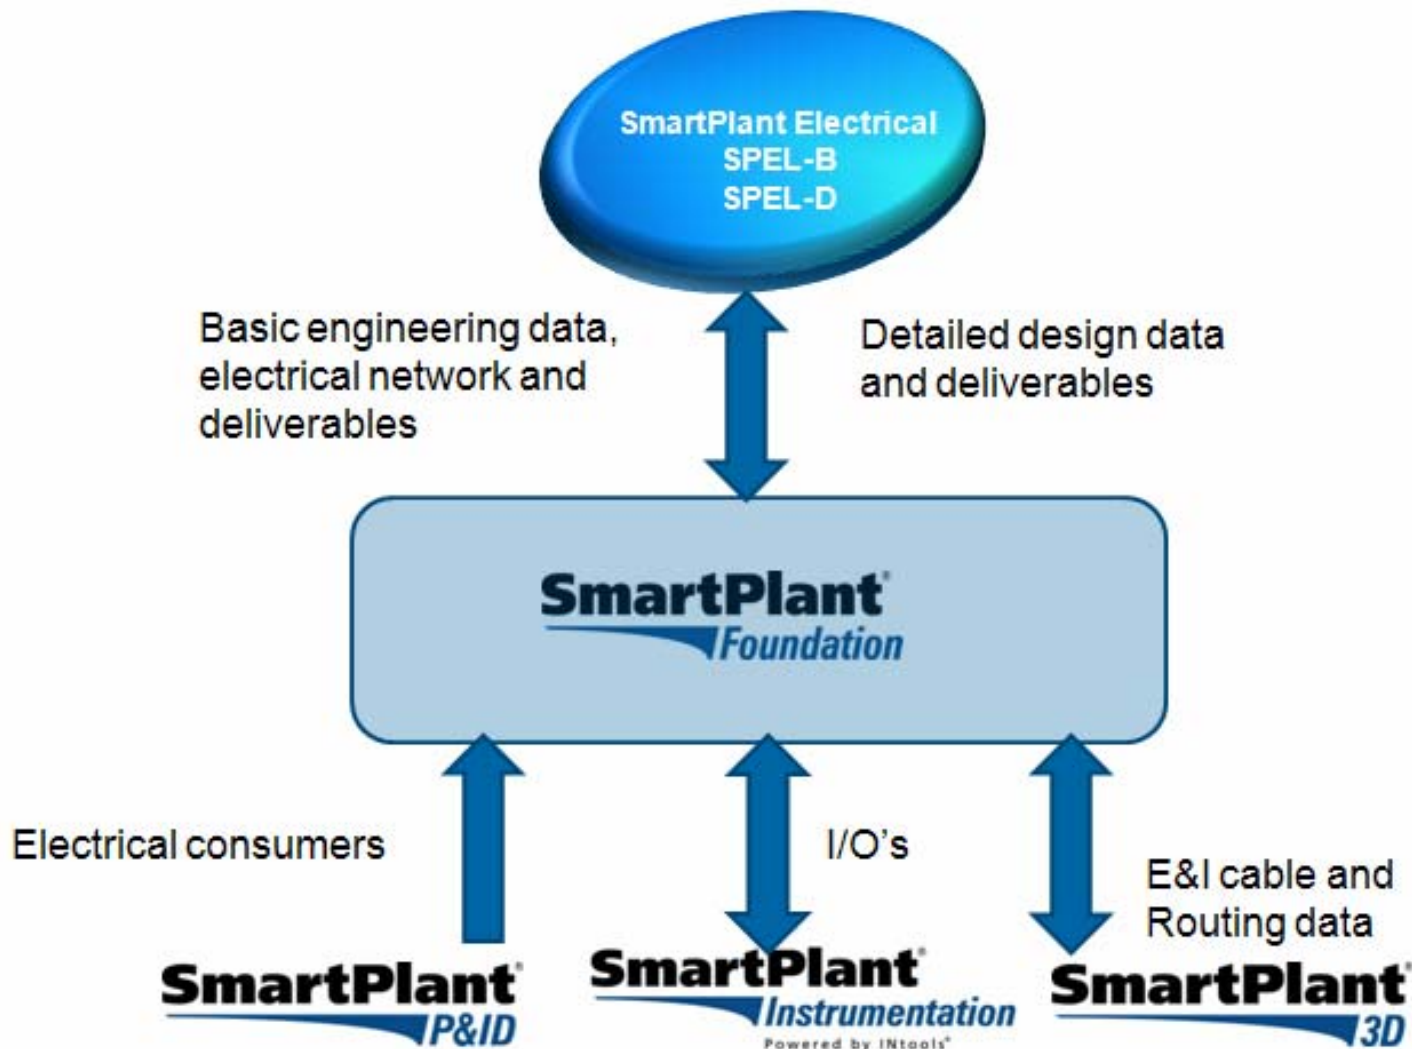 SmartPlant Electrical
SPEL-B
SPEL-D
Basic engineering data,
electrical network and
deliverables
Detailed design data
and deliverables
SmartPlant®
Foundation
Electrical consumers
I/O's
E&I cable and
Routing data
SmartPlant®
P&ID
SmartPlant®
Instrumentation
Powered by INtools®
SmartPlant®
3D